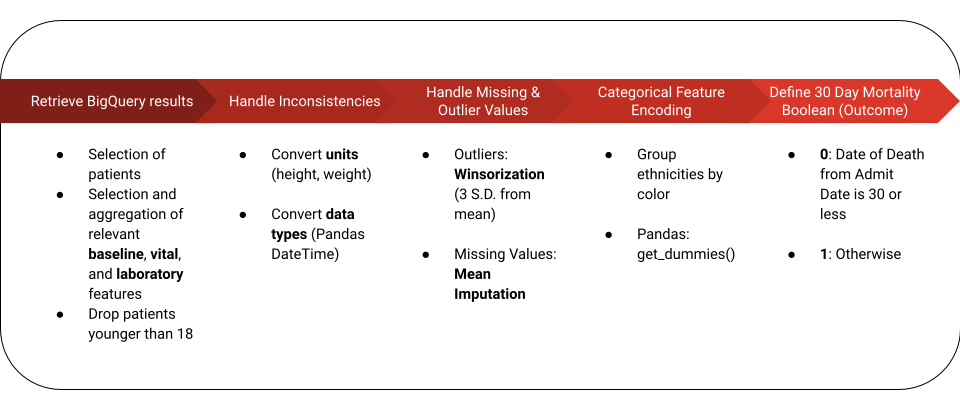 Retrieve BigQuery results
Handle Inconsistencies
Handle Missing &
Outlier Values
Categorical Feature
Encoding
Define 30 Day Mortality
Boolean (Outcome)
● Selection of
patients
● Selection and
aggregation of
relevant
baseline, vital,
and laboratory
features
● Drop patients
younger than 18
● Convert units
(height, weight)
● Convert data
types (Pandas
DateTime)
● Outliers:
Winsorization
(3 S.D. from
mean)
● Missing Values:
Mean
Imputation
● Group
ethnicities by
color
● Pandas:
get_dummies()
● 0: Date of Death
from Admit
Date is 30 or
less
● 1: Otherwise